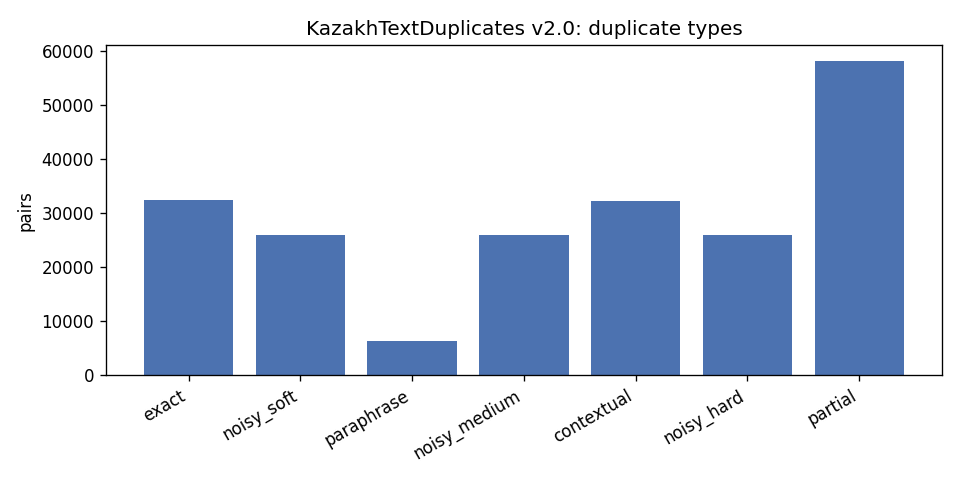 KazakhTextDuplicates v2.0: duplicate types
60000
50000
40000
30000
20000
10000
0
pairs
exact
noisy_soft
paraphrase
noisy_medium
contextual
noisy_hard
partial